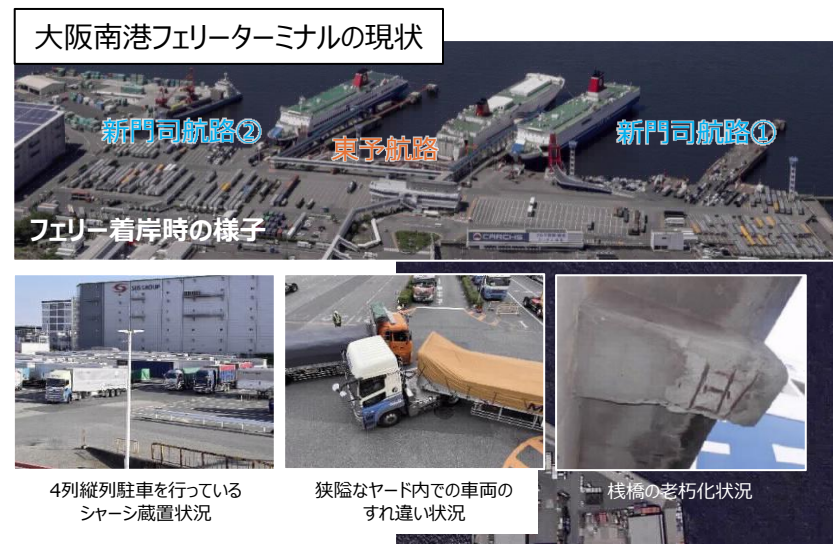 大阪南港フェリーターミナルの現状
新門司航路②
東予航路
新門司航路①
フェリー着岸時の様子
4列縦列駐車を行っている
シャーシ蔵置状況
狭隘なヤード内での車両の
すれ違い状況
桟橋の老朽化状況